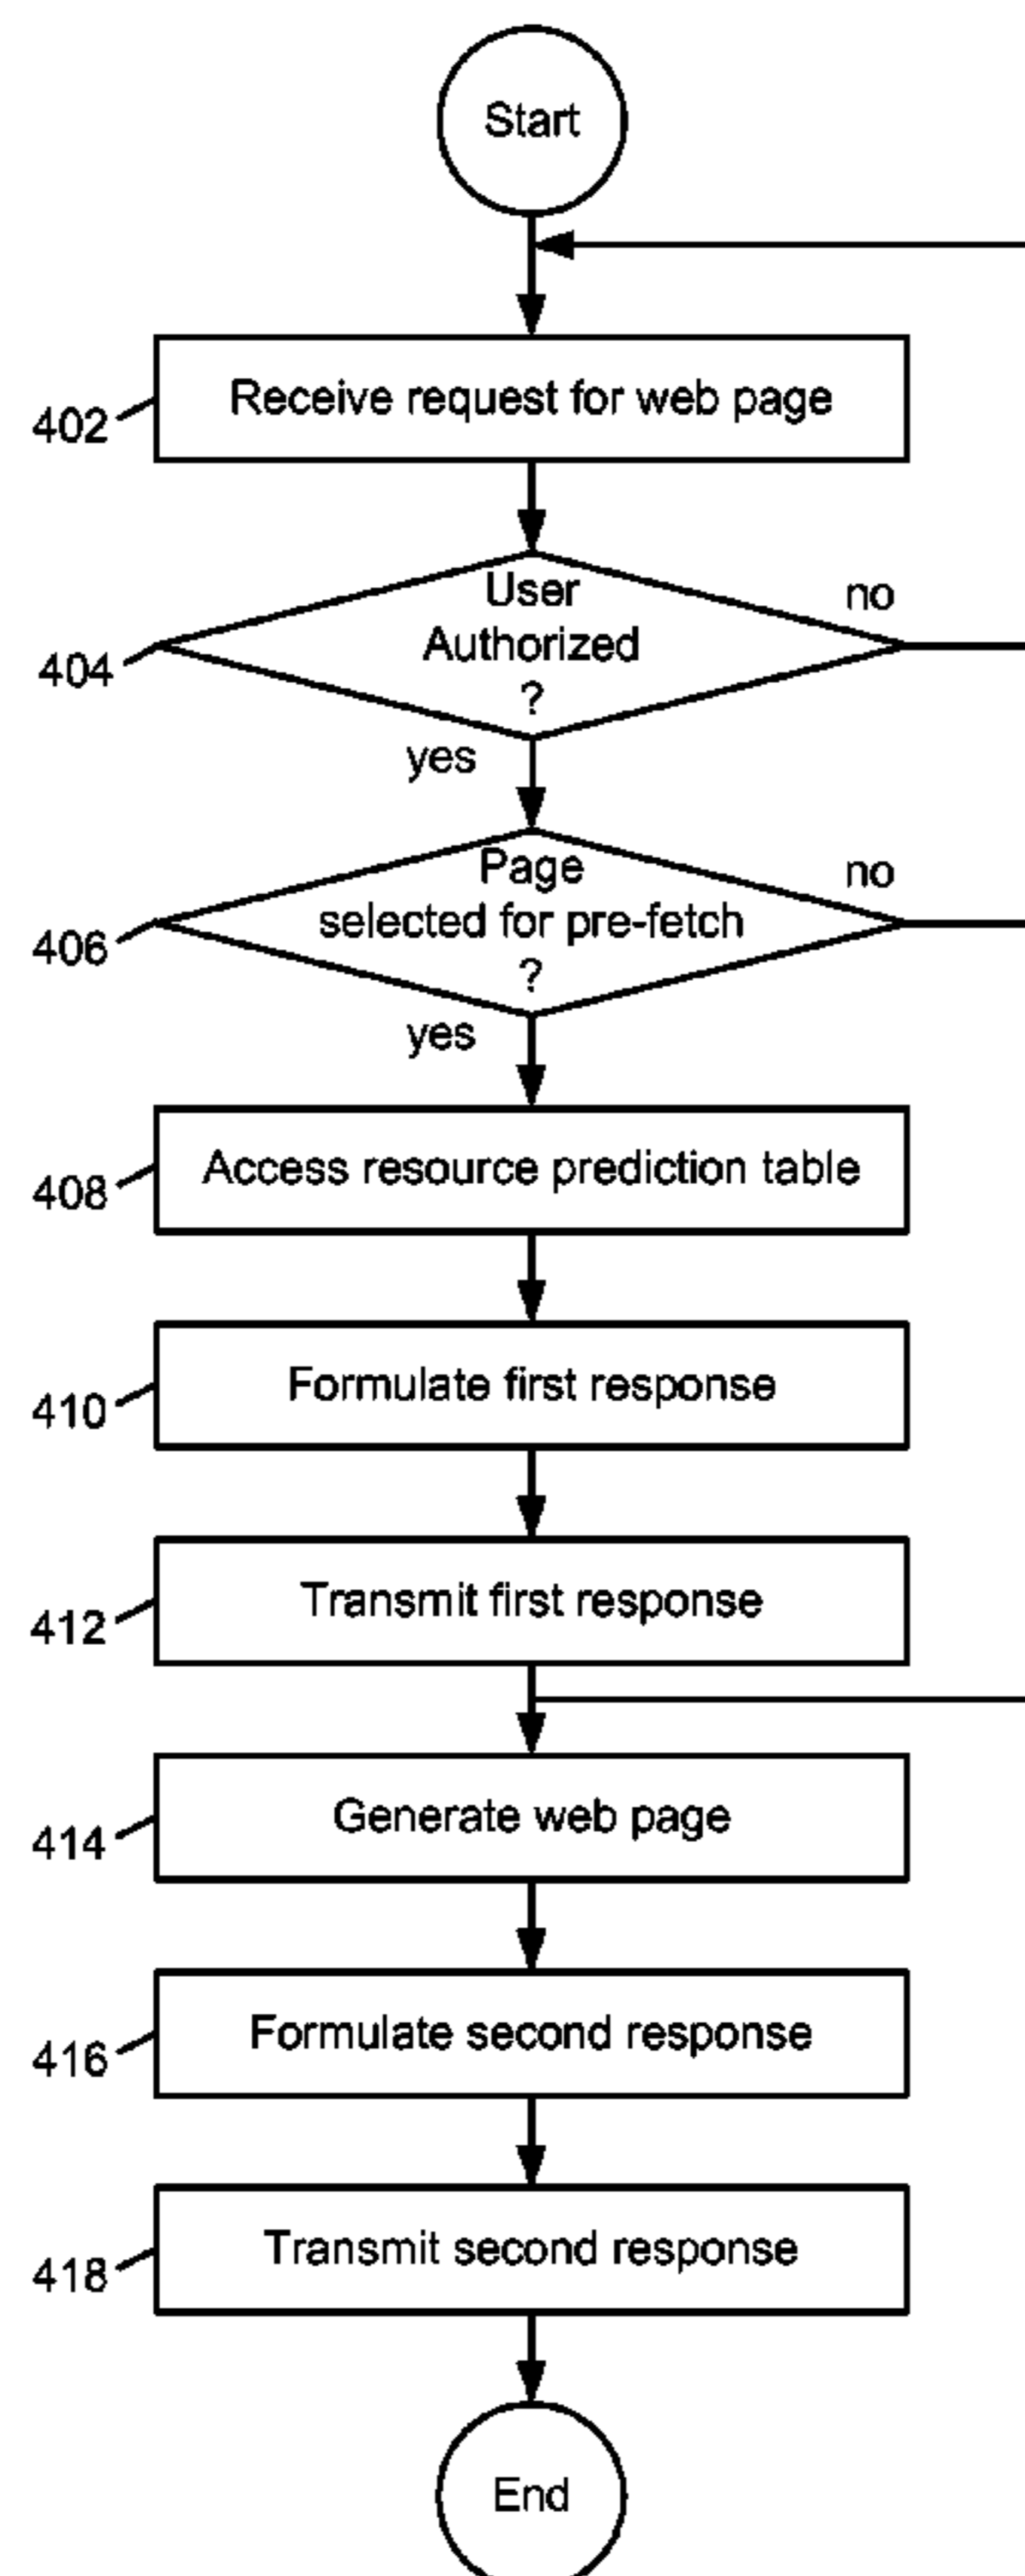 Start
Receive request for web page
402
User
Authorized
?
no
404
yes
Page
selected for pre-fetch
?
no
406
yes
Access resource prediction table
408
Formulate first response
410
Transmit first response
412
Generate web page
414
Formulate second response
416
Transmit second response
418
End